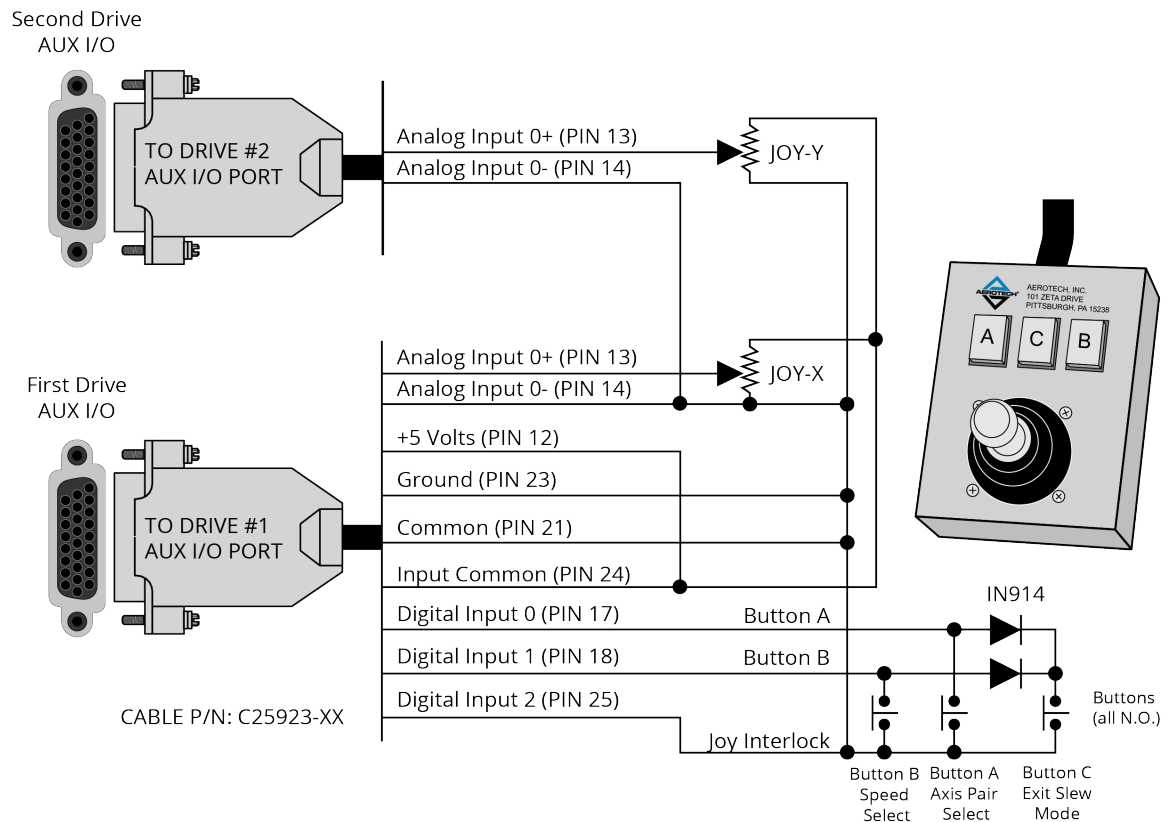 Second Drive
AUX I/O
TO DRIVE #2
AUX I/O PORT
Analog Input 0+ (PIN 13)
Analog Input 0- (PIN 14)
JOY-Y
AEROTECH
AEROTECH, INC.
101 ZETA DRIVE
PITTSBURGH, PA 15238
A
C
B
First Drive
AUX I/O
TO DRIVE #1
AUX I/O PORT
Analog Input 0+ (PIN 13)
Analog Input 0- (PIN 14)
JOY-X
+5 Volts (PIN 12)
Ground (PIN 23)
Common (PIN 21)
Input Common (PIN 24)
Digital Input 0 (PIN 17)
Button A
IN914
Digital Input 1 (PIN 18)
Button B
Digital Input 2 (PIN 25)
Joy Interlock
Buttons
(all N.O.)
CABLE P/N: C25923-XX
Button B
Speed
Select
Button A
Axis Pair
Select
Button C
Exit Slew
Mode